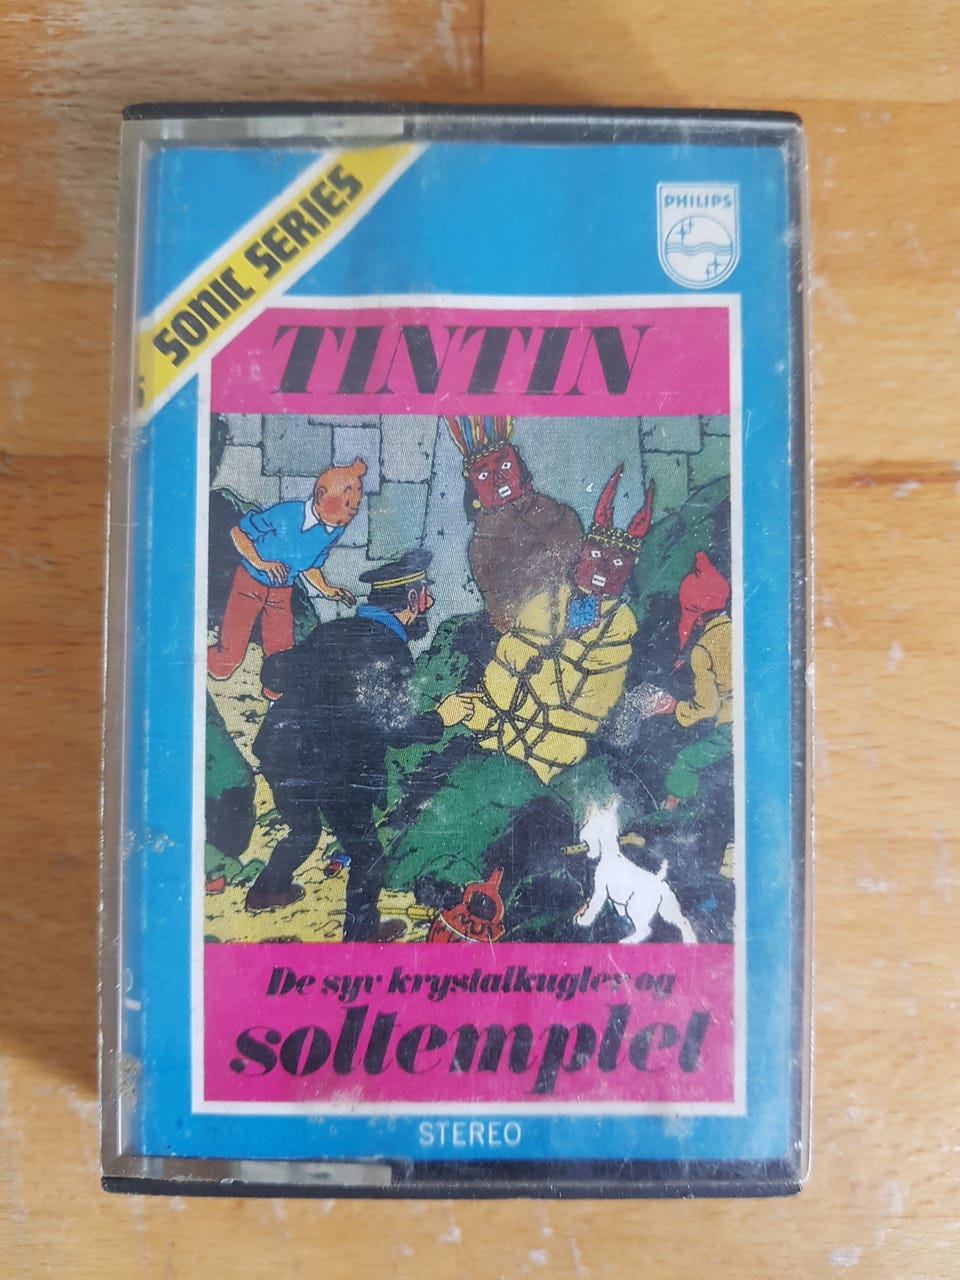 SONIC SERIES
PHILIPS
TINTIN
De syv krystalkugler og
soltemplet
STEREO